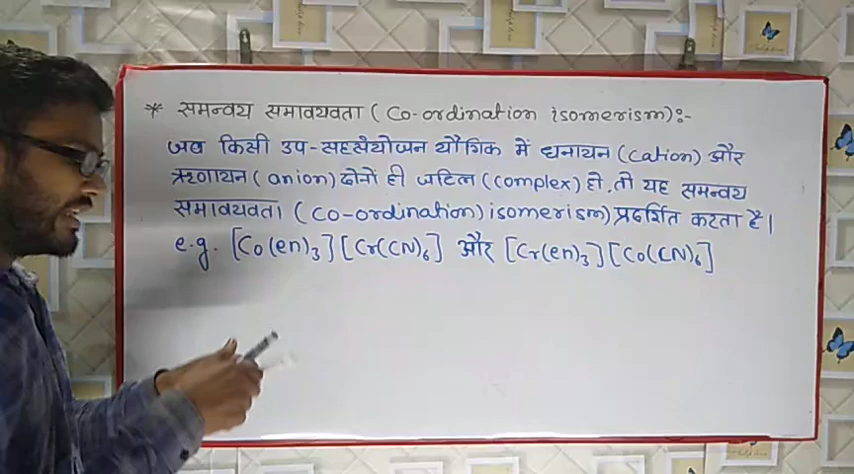 * समन्वय समावयवता (Co-ordination isomerism):-
जब किसी उप-सहसंयोजन यौगिक में धनायन (Cation) और
ऋणायन (anion) दोनों ही जटिल (complex) हो, तो यह समन्वय
समावयवता (Co-ordination) isomerism) प्रदर्शित करता है।
e.g. [Co(en)3][Cr(CN)6] और [Cr(en)3][Co(CN)6]